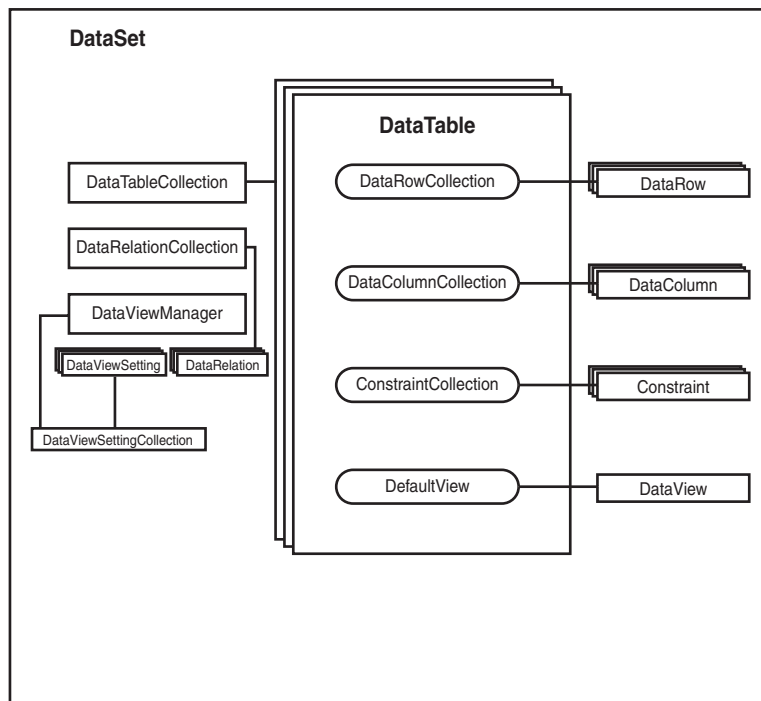 DataSet
DataTable
DataTableCollection
DataRowCollection
DataRow
DataRelationCollection
DataColumnCollection
DataColumn
DataViewManager
DataViewSetting
DataRelation
ConstraintCollection
Constraint
DataViewSettingCollection
DefaultView
DataView